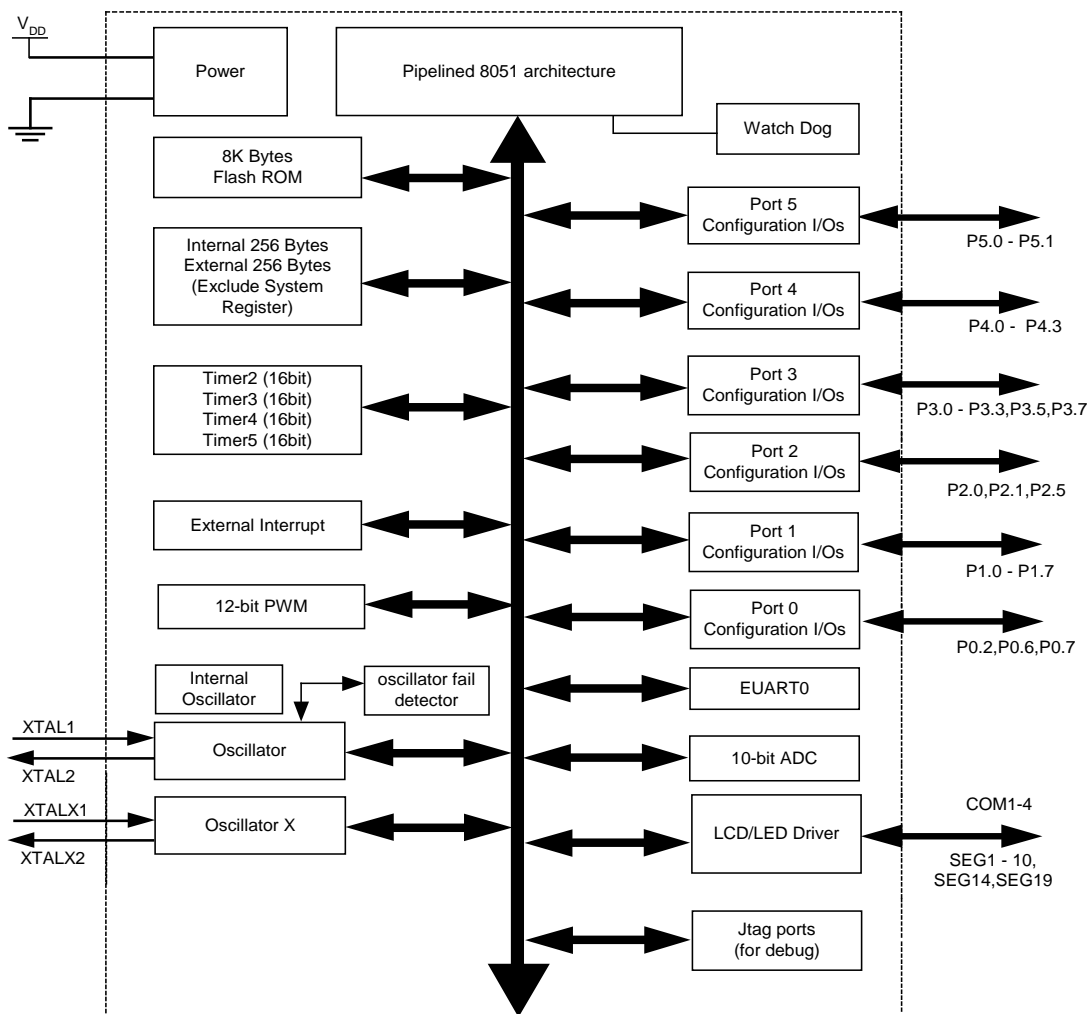 VDD
Power
Pipelined 8051 architecture
Watch Dog
8K Bytes
Flash ROM
Port 5
Configuration I/Os
P5.0 - P5.1
Internal 256 Bytes
External 256 Bytes
(Exclude System
Register)
Port 4
Configuration I/Os
P4.0 - P4.3
Timer2 (16bit)
Timer3 (16bit)
Timer4 (16bit)
Timer5 (16bit)
Port 3
Configuration I/Os
P3.0 - P3.3,P3.5,P3.7
Port 2
Configuration I/Os
P2.0,P2.1,P2.5
External Interrupt
Port 1
Configuration I/Os
P1.0 - P1.7
12-bit PWM
Port 0
Configuration I/Os
P0.2,P0.6,P0.7
Internal
Oscillator
oscillator fail
detector
EUART0
XTAL1
XTAL2
Oscillator
10-bit ADC
XTALX1
XTALX2
Oscillator X
LCD/LED Driver
COM1-4
SEG1 - 10,
SEG14,SEG19
Jtag ports
(for debug)